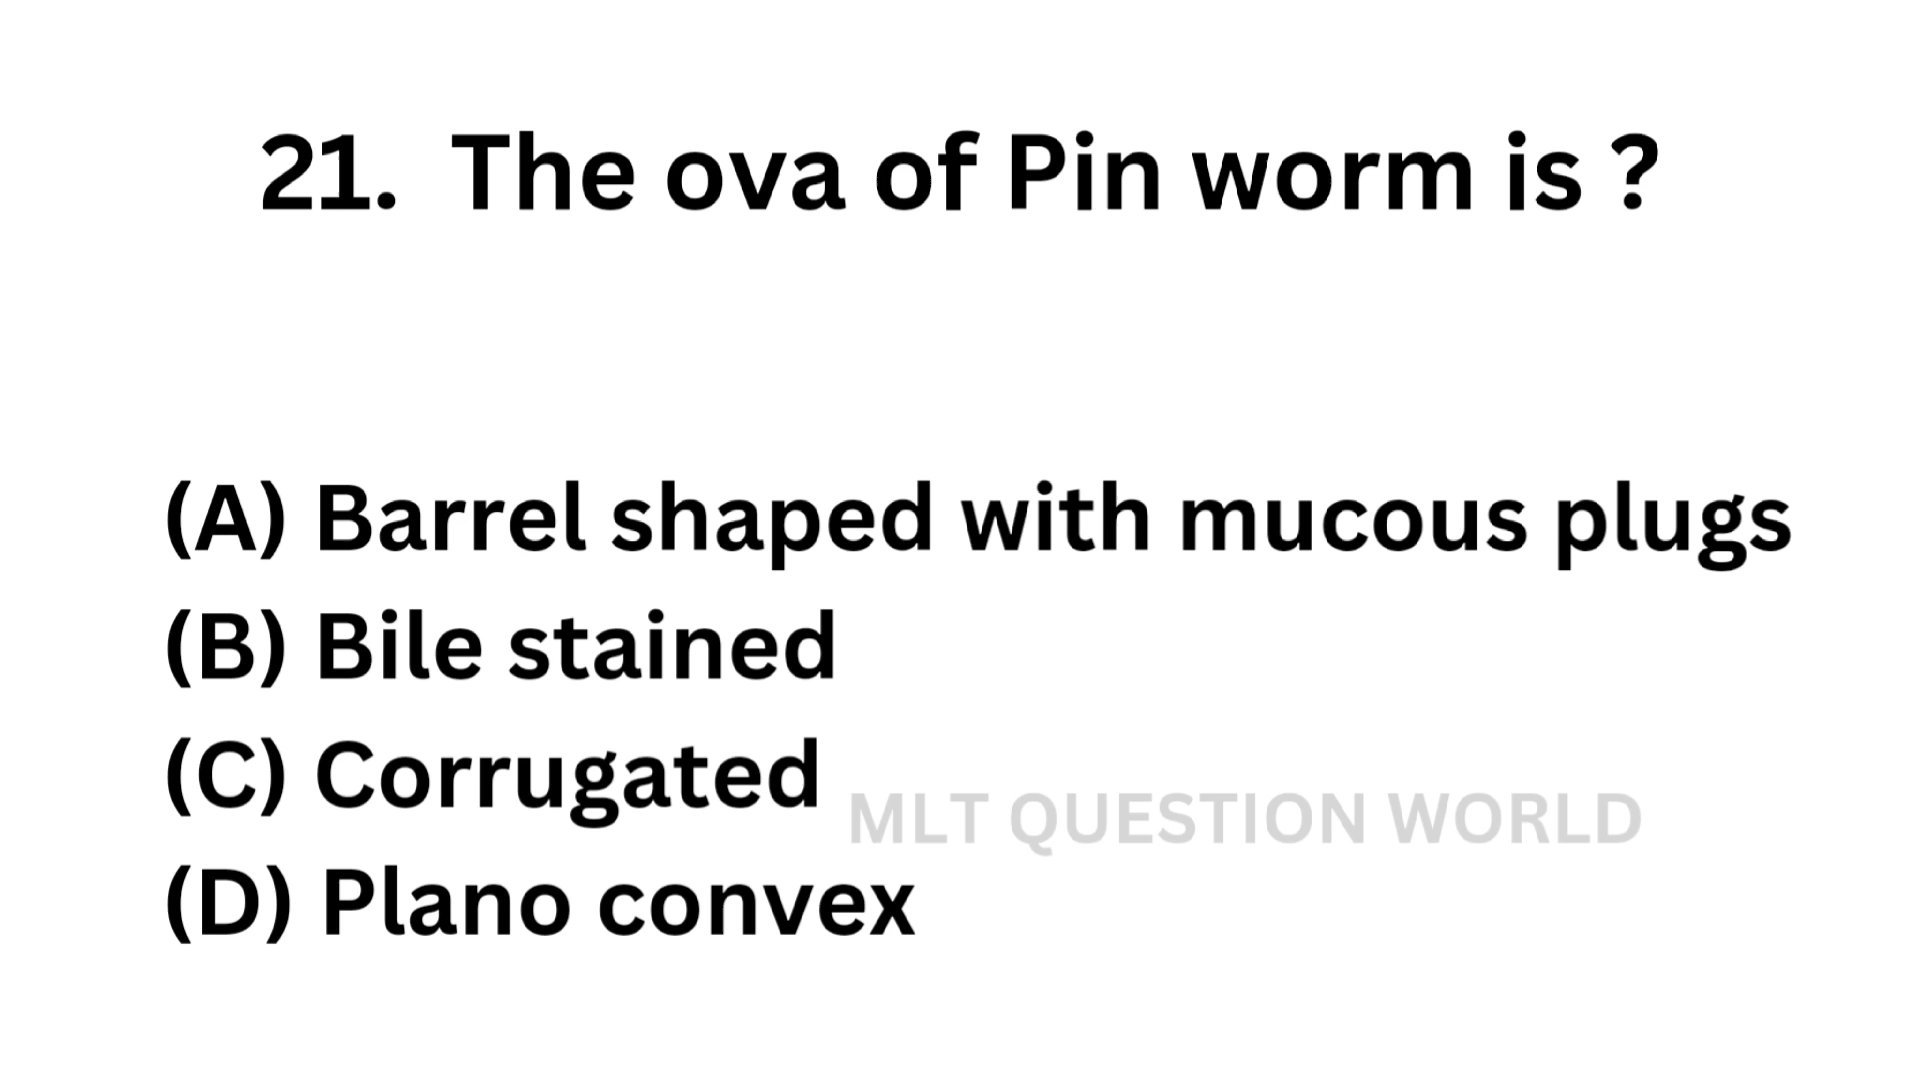 21. The ova of Pin worm is ?
(A) Barrel shaped with mucous plugs
(B) Bile stained
(C) Corrugated
MLT QUESTION WORLD
(D) Plano convex